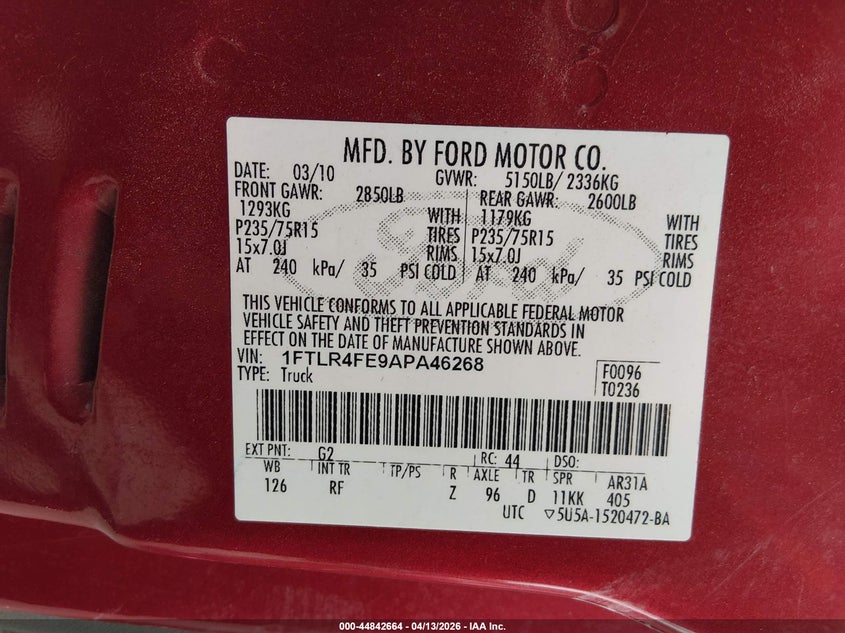 MFD. BY FORD MOTOR CO.
DATE: 03/10 GVWR: 5150LB/ 2336KG
FRONT GAWR: 2850LB REAR GAWR: 2600LB
1293KG WITH 1179KG WITH
P235/75R15 TIRES P235/75R15 TIRES
15x7.0J RIMS 15x7.0J RIMS
AT 240 kPa/ 35 PSI COLD AT 240 kPa/ 35 PSI COLD
THIS VEHICLE CONFORMS TO ALL APPLICABLE FEDERAL MOTOR
VEHICLE SAFETY AND THEFT PREVENTION STANDARDS IN
EFFECT ON THE DATE OF MANUFACTURE SHOWN ABOVE.
VIN: 1FTLR4FE9APA46268 F0096
TYPE: Truck T0236
EXT PNT: G2 RC: 44 DSO:
WB INT TR TP/PS R AXLE TR SPR AR31A
126 RF Z 96 D 11KK 405
UTC ▽5U5A-1520472-BA
Ford
000-44842664 - 04/13/2026 - IAA Inc.